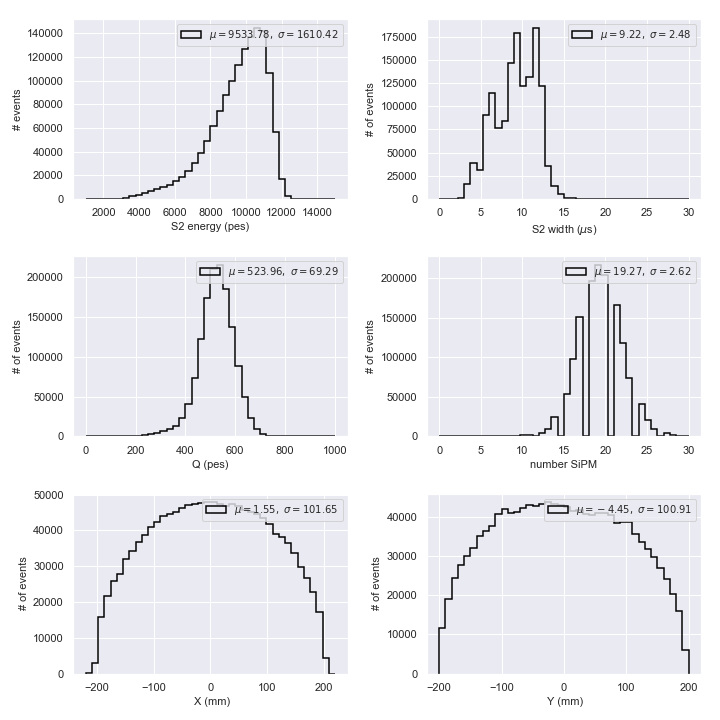 μ = 9533.78, σ = 1610.42
# events
140000
120000
100000
80000
60000
40000
20000
0
2000 4000 6000 8000 10000 12000 14000
S2 energy (pes)
μ = 9.22, σ = 2.48
# of events
175000
150000
125000
100000
75000
50000
25000
0
0 5 10 15 20 25 30
S2 width (μs)
μ = 523.96, σ = 69.29
# of events
200000
150000
100000
50000
0
0 200 400 600 800 1000
Q (pes)
μ = 19.27, σ = 2.62
# of events
200000
150000
100000
50000
0
0 5 10 15 20 25 30
number SiPM
μ = 1.55, σ = 101.65
# of events
50000
40000
30000
20000
10000
0
−200 −100 0 100 200
X (mm)
μ = −4.45, σ = 100.91
# of events
40000
30000
20000
10000
0
−200 −100 0 100 200
Y (mm)